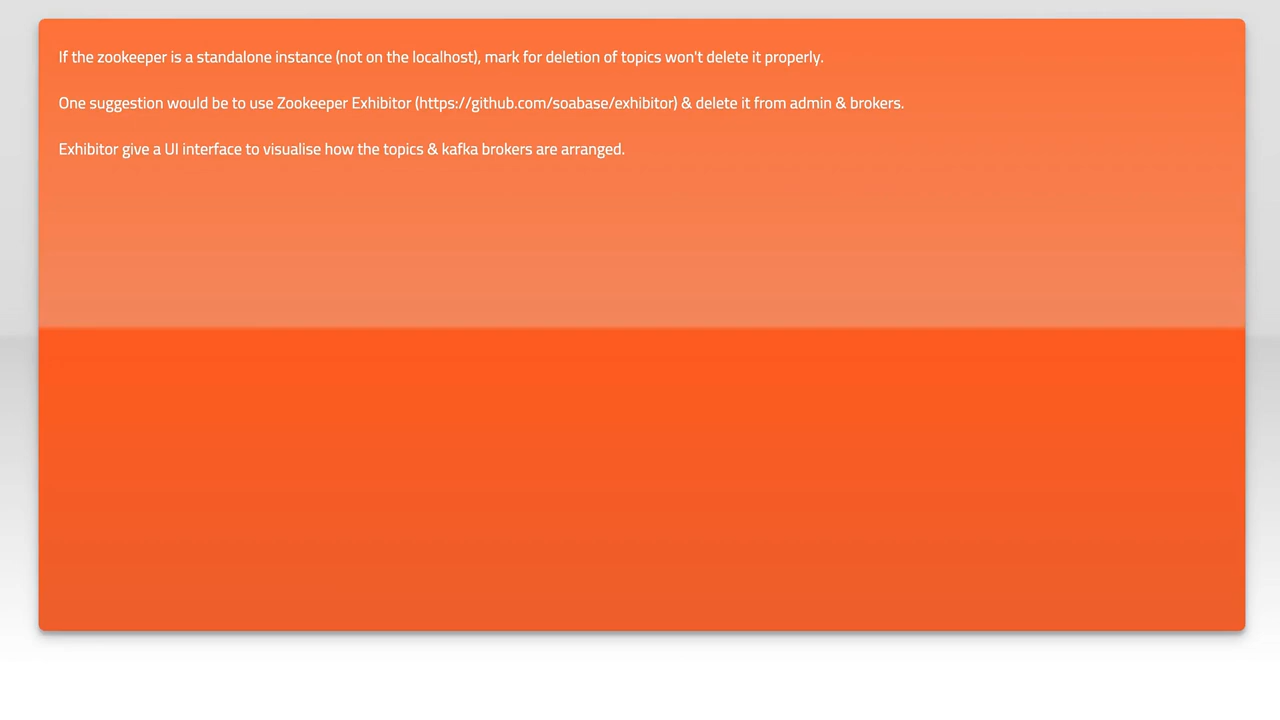 If the zookeeper is a standalone instance (not on the localhost), mark for deletion of topics won't delete it properly.
One suggestion would be to use Zookeeper Exhibitor (https://github.com/soabase/exhibitor) & delete it from admin & brokers.
Exhibitor give a UI interface to visualise how the topics & kafka brokers are arranged.